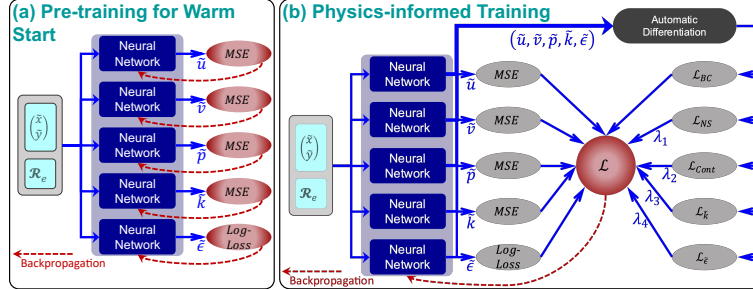 (a) Pre-training for Warm
Start
Neural
Network
ũ
MSE
Neural
Network
ṽ
MSE
(x̃
ỹ)
Neural
Network
p̃
MSE
ℛe
Neural
Network
k̃
MSE
Neural
Network
ϵ̃
Log-
Loss
Backpropagation
(b) Physics-informed Training
(ũ, ṽ, p̃, k̃, ϵ̃)
Automatic
Differentiation
Neural
Network
ũ
MSE
ℒBC
Neural
Network
ṽ
MSE
ℒNS
λ1
(x̃
ỹ)
Neural
Network
p̃
MSE
ℒ
λ2
ℒCont
ℛe
Neural
Network
k̃
MSE
λ3
ℒk̃
λ4
Neural
Network
ϵ̃
Log-
Loss
ℒϵ̃
Backpropagation